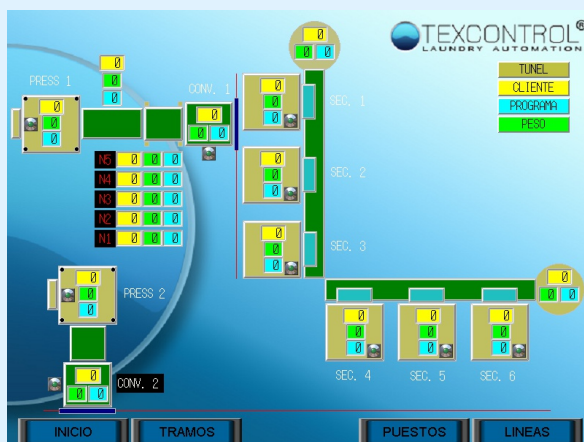 TEXCONTROL®
LAUNDRY AUTOMATION
TUNEL
CLIENTE
PROGRAMA
PESO
0
0 0
0
0
0
PRESS 1
0
0
0
CONV. 1
0
0 0
SEC. 1
0
0
0
SEC. 2
0
0
0
SEC. 3
0
0
0
N5 0 0 0
N4 0 0 0
N3 0 0 0
N2 0 0 0
N1 0 0 0
PRESS 2
0
0
0
CONV. 2
0
0 0
0
0 0
0
0
0
SEC. 4
0
0
0
SEC. 5
0
0
0
SEC. 6
INICIO
TRAMOS
PUESTOS
LINEAS